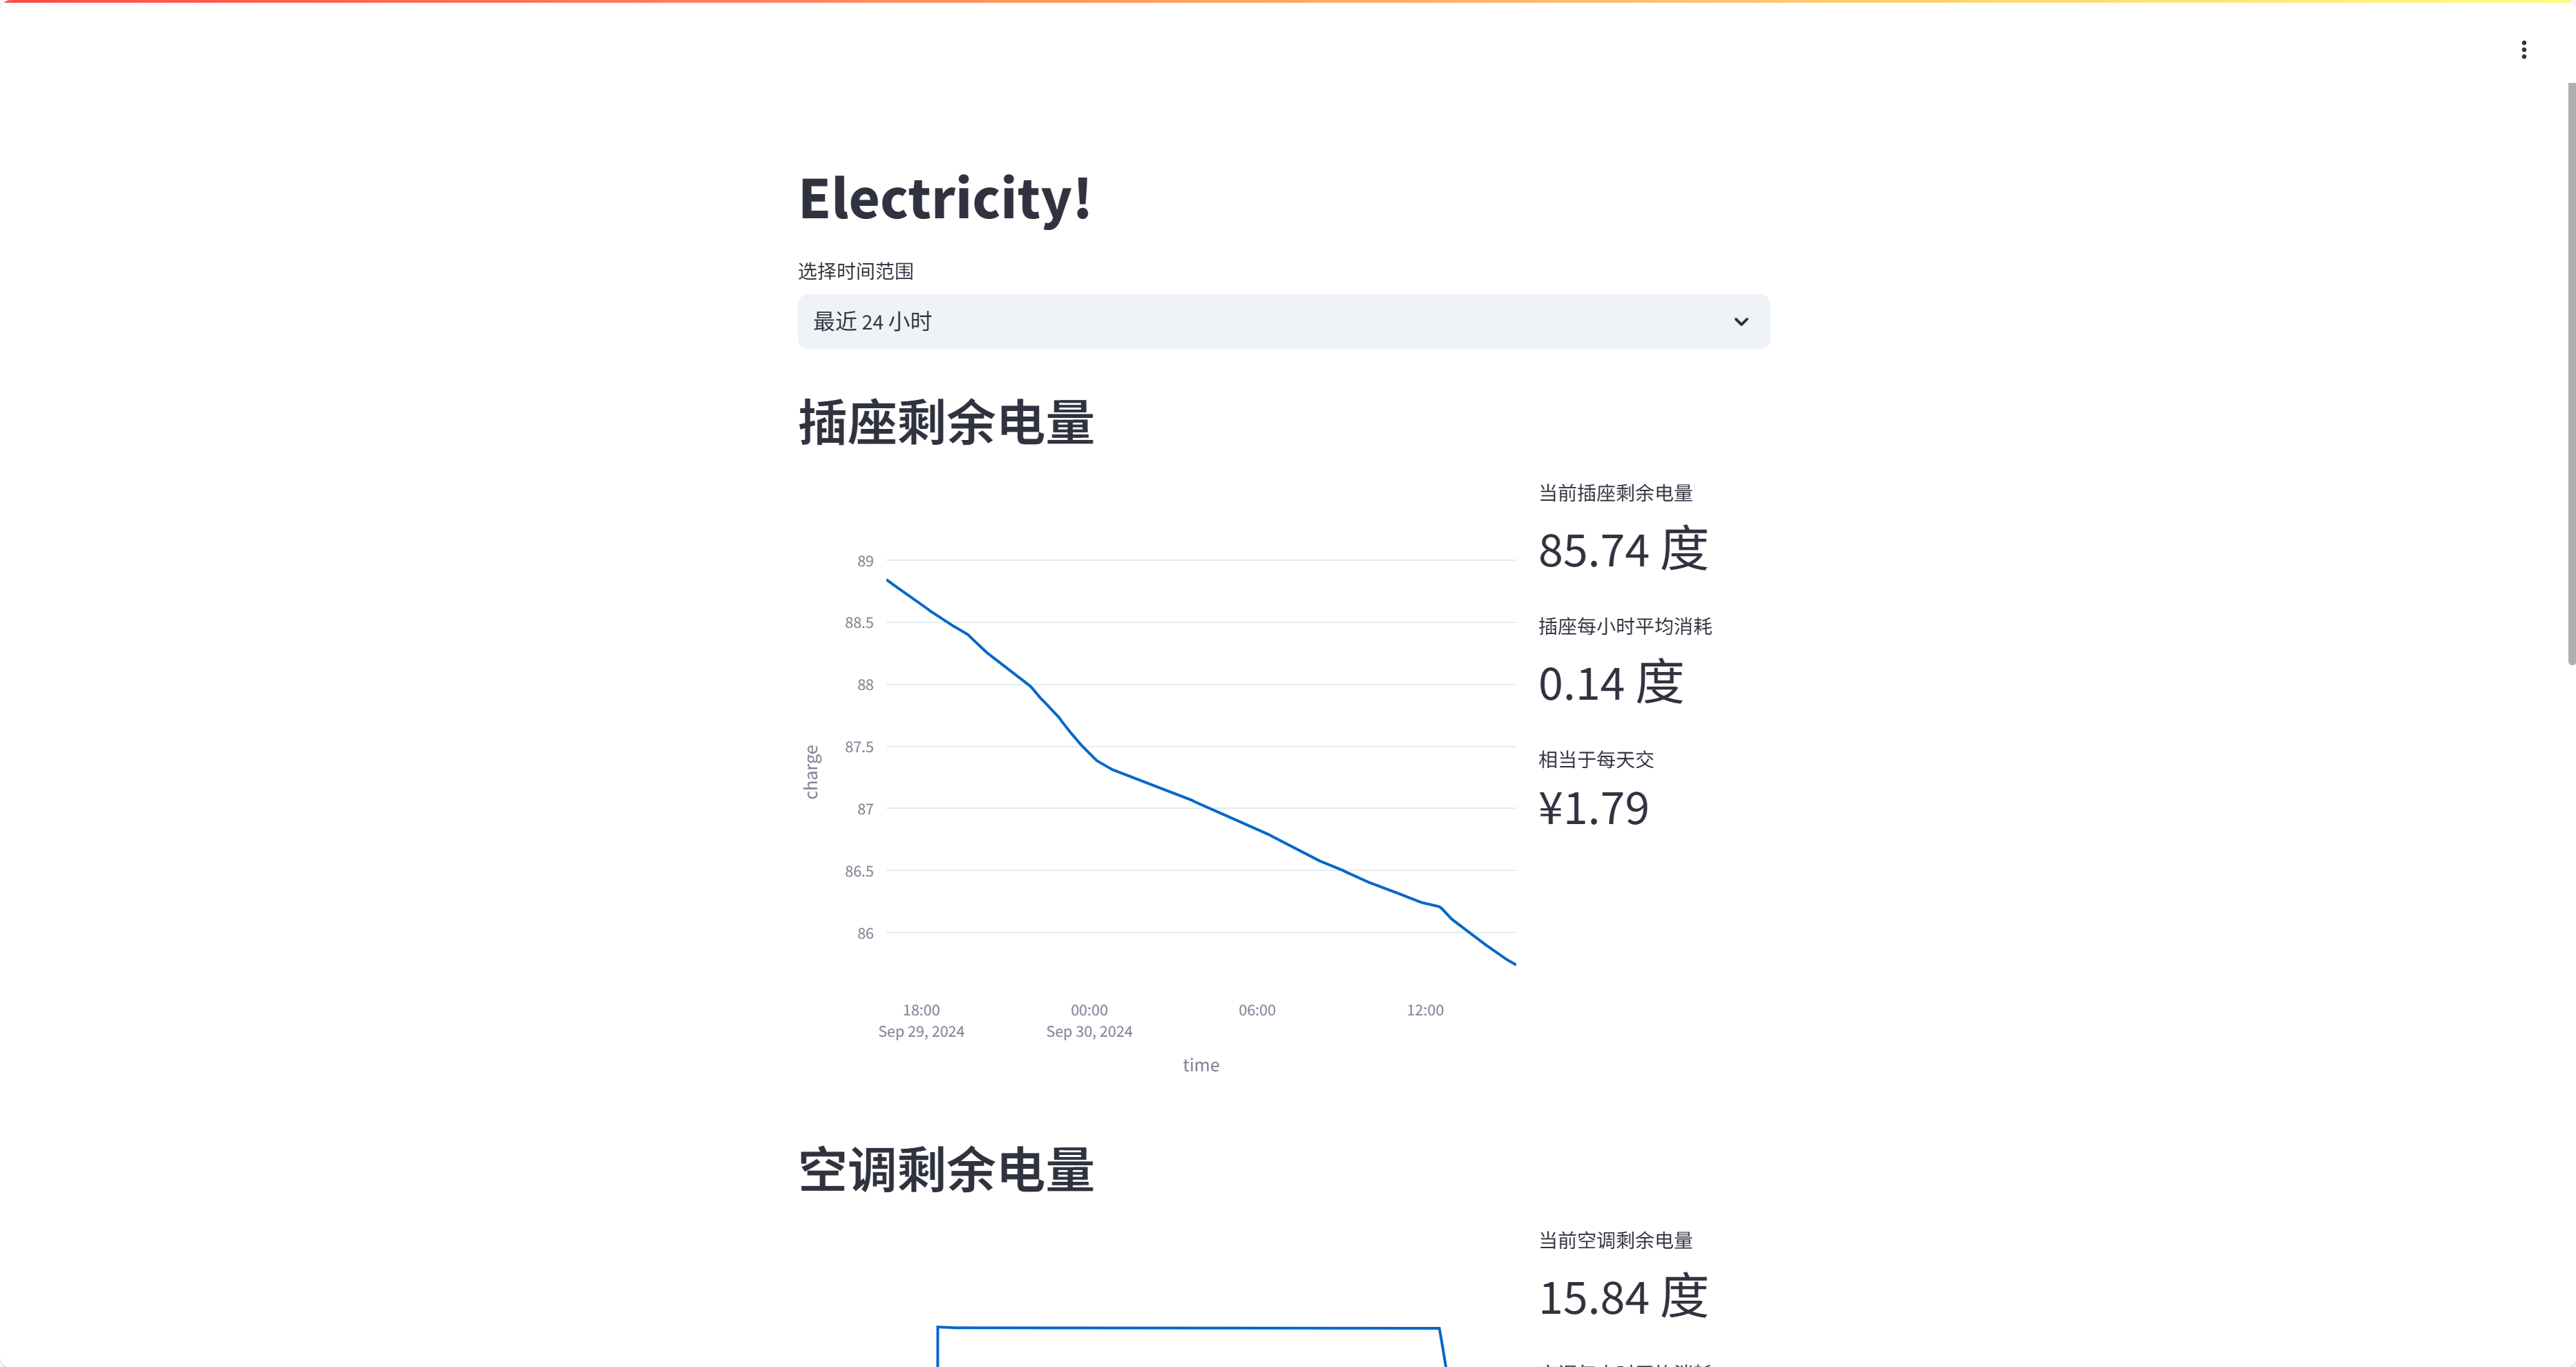 Electricity!
选择时间范围
最近 24 小时
插座剩余电量
当前插座剩余电量
85.74 度
插座每小时平均消耗
0.14 度
相当于每天交
¥1.79
89
88.5
88
87.5
87
86.5
86
charge
18:00
Sep 29, 2024
00:00
Sep 30, 2024
06:00
12:00
time
空调剩余电量
当前空调剩余电量
15.84 度